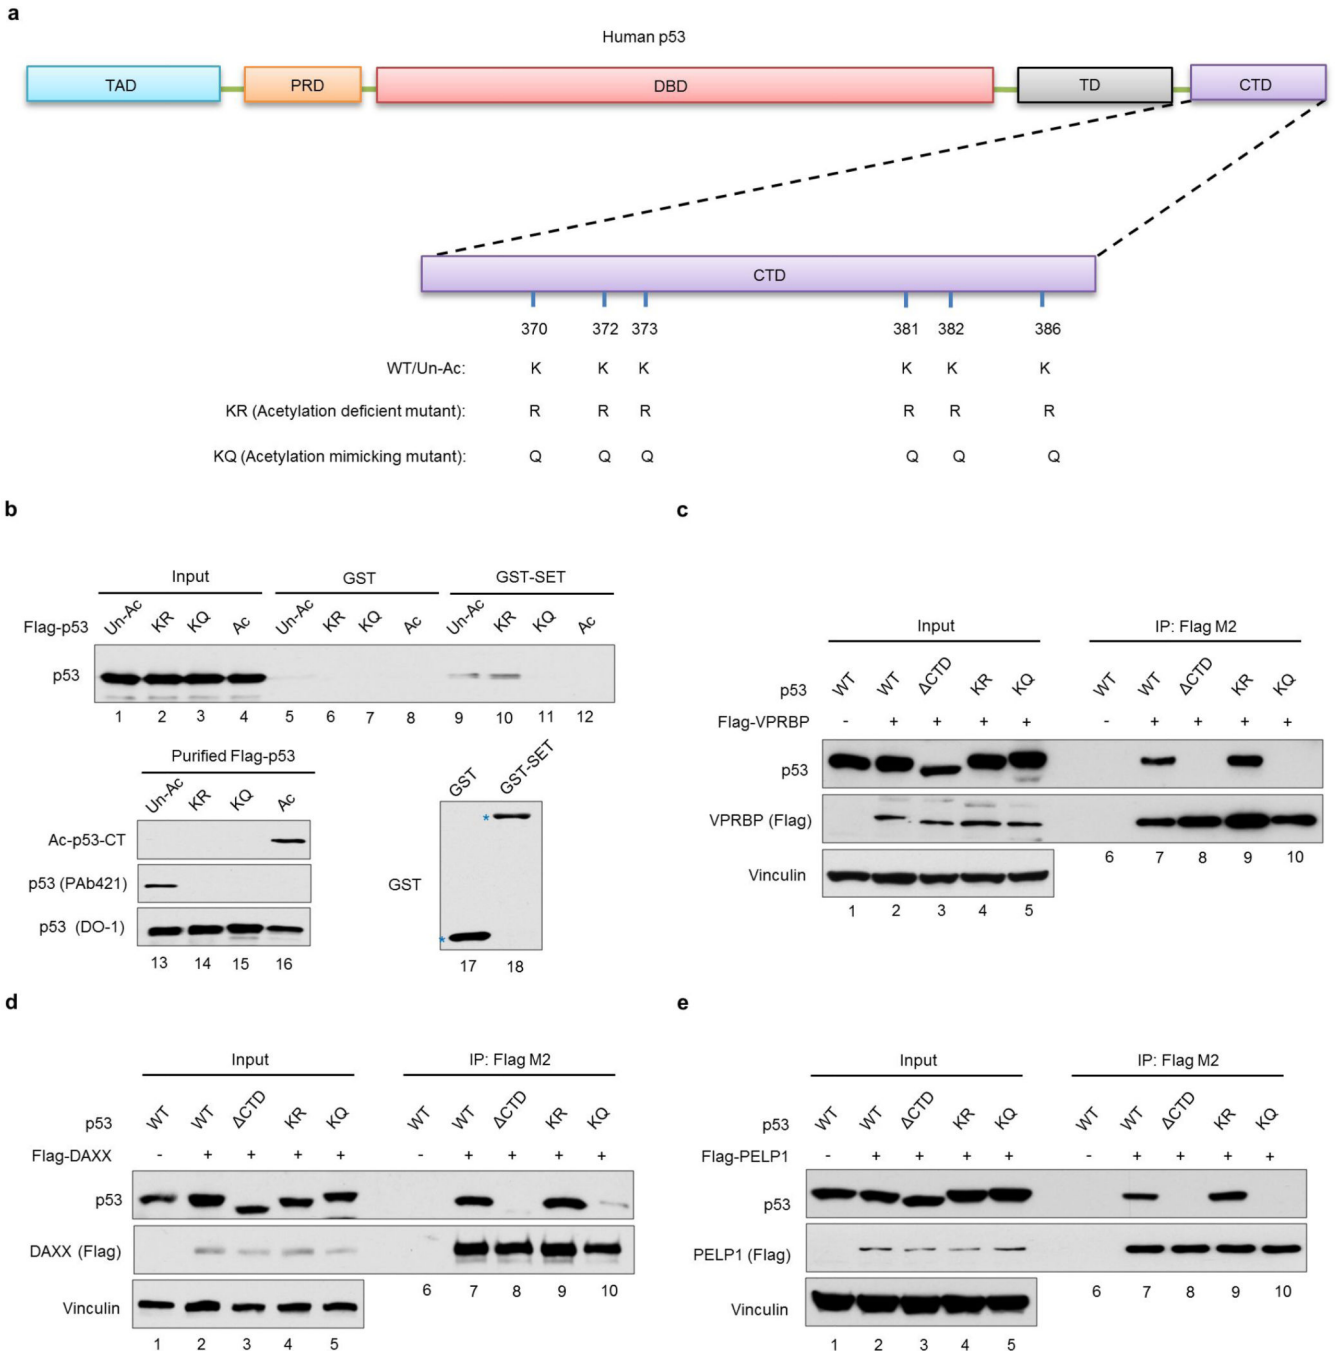 a
Human p53
TAD PRD DBD TD CTD
CTD
370 372 373 381 382 386
WT/Un-Ac: K K K K K K
KR (Acetylation deficient mutant): R R R R R R
KQ (Acetylation mimicking mutant): Q Q Q Q Q Q
b
Input GST GST-SET
Flag-p53 Un-Ac KR KQ Ac Un-Ac KR KQ Ac Un-Ac KR KQ Ac
p53
1 2 3 4 5 6 7 8 9 10 11 12
Purified Flag-p53
Un-Ac KR KQ Ac
Ac-p53-CT
p53 (PAb421)
p53 (DO-1)
13 14 15 16
GST GST-SET
*
GST
*
17 18
c
Input IP: Flag M2
p53 WT WT ΔCTD KR KQ WT WT ΔCTD KR KQ
Flag-VPRBP - + + + + - + + + +
p53
VPRBP (Flag)
6 7 8 9 10
Vinculin
1 2 3 4 5
d
Input IP: Flag M2
p53 WT WT ΔCTD KR KQ WT WT ΔCTD KR KQ
Flag-DAXX - + + + + - + + + +
p53
DAXX (Flag)
6 7 8 9 10
Vinculin
1 2 3 4 5
e
Input IP: Flag M2
p53 WT WT ΔCTD KR KQ WT WT ΔCTD KR KQ
Flag-PELP1 - + + + + - + + + +
p53
PELP1 (Flag)
6 7 8 9 10
Vinculin
1 2 3 4 5